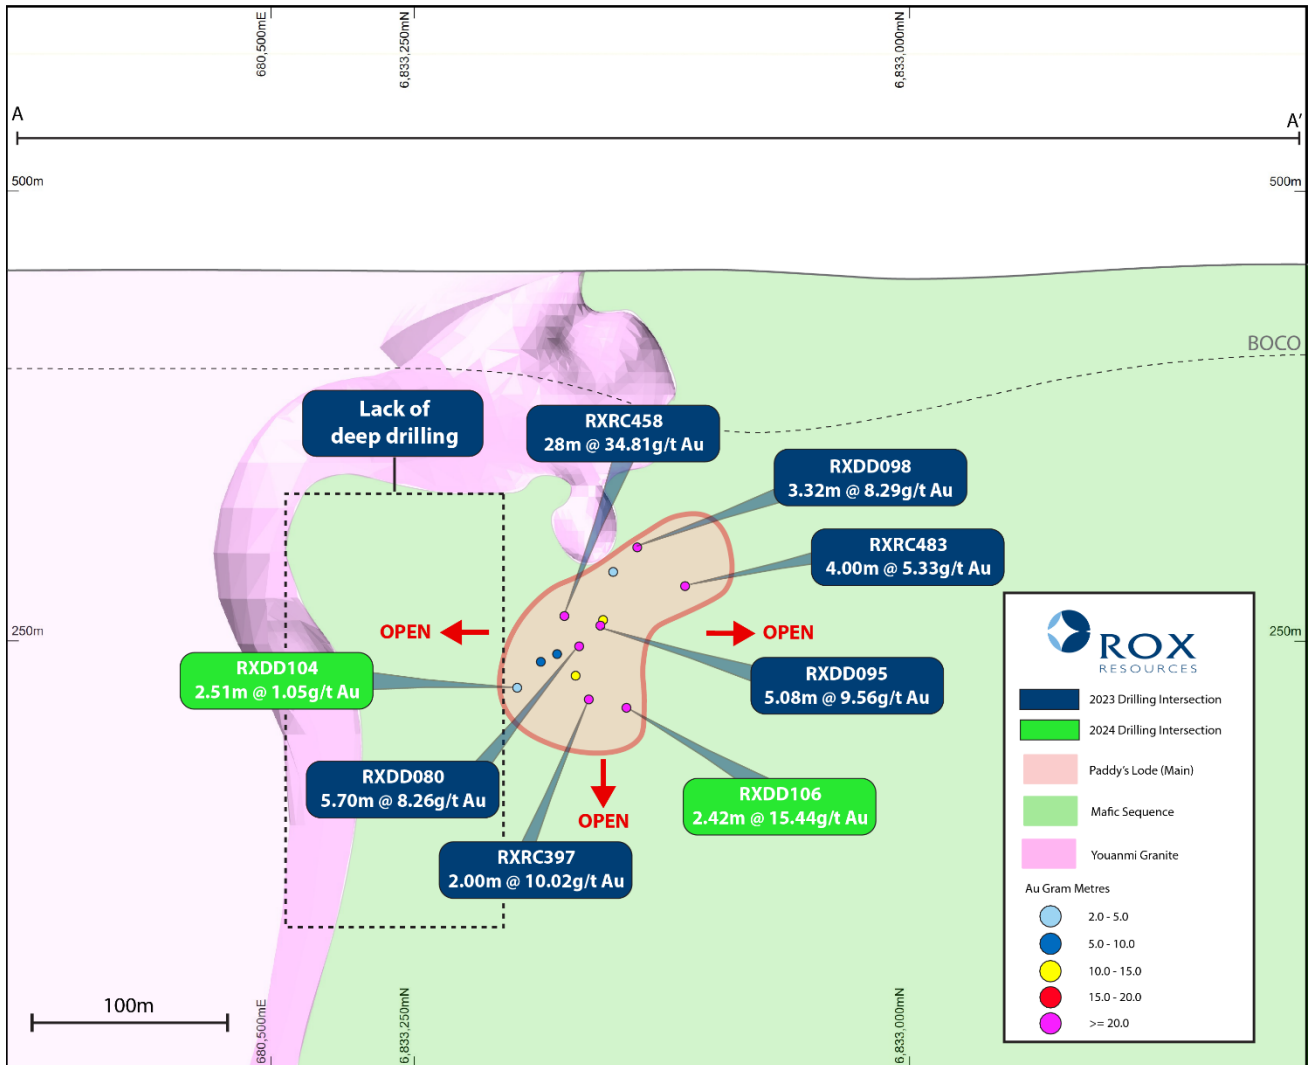 680,500mE
6,833,250mN
6,833,000mN
A
A'
500m
500m
BOCO
Lack of
deep drilling
RXRC458
28m @ 34.81g/t Au
RXDD098
3.32m @ 8.29g/t Au
RXRC483
4.00m @ 5.33g/t Au
250m
OPEN
OPEN
250m
RXDD104
2.51m @ 1.05g/t Au
RXDD095
5.08m @ 9.56g/t Au
RXDD080
5.70m @ 8.26g/t Au
OPEN
RXDD106
2.42m @ 15.44g/t Au
RXRC397
2.00m @ 10.02g/t Au
ROX
RESOURCES
2023 Drilling Intersection
2024 Drilling Intersection
Paddy's Lode (Main)
Mafic Sequence
Youanmi Granite
Au Gram Metres
2.0 - 5.0
5.0 - 10.0
10.0 - 15.0
15.0 - 20.0
>= 20.0
100m
680,500mE
6,833,250mN
6,833,000mN